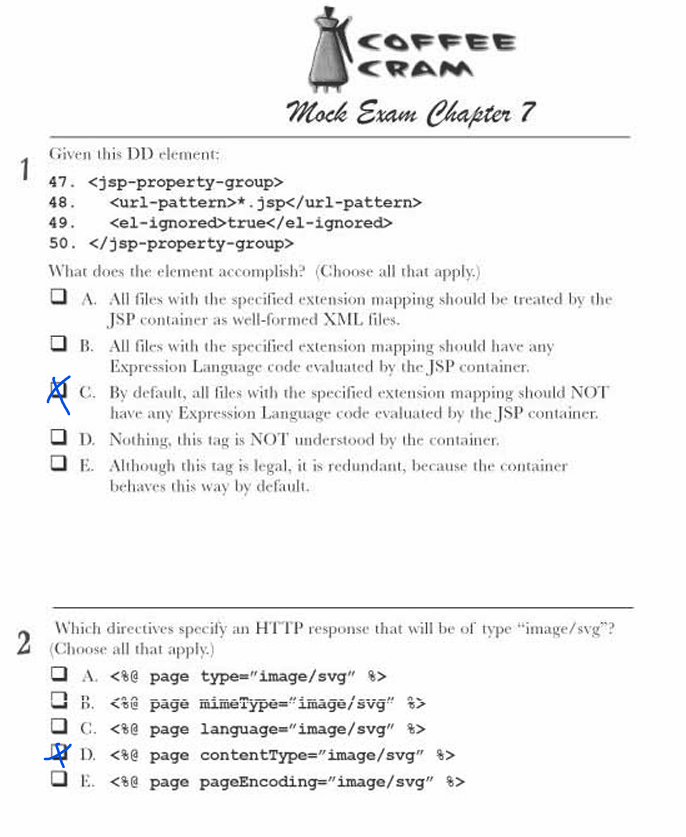 COFFEE
CRAM
Mock Exam Chapter 7
1
Given this DD element:
47. <jsp-property-group>
48. <url-pattern>*.jsp</url-pattern>
49. <el-ignored>true</el-ignored>
50. </jsp-property-group>
What does the element accomplish? (Choose all that apply.)
A. All files with the specified extension mapping should be treated by the
JSP container as well-formed XML files.
B. All files with the specified extension mapping should have any
Expression Language code evaluated by the JSP container.
C. By default, all files with the specified extension mapping should NOT
have any Expression Language code evaluated by the JSP container.
D. Nothing, this tag is NOT understood by the container.
E. Although this tag is legal, it is redundant, because the container
behaves this way by default.
2
Which directives specify an HTTP response that will be of type "image/svg"?
(Choose all that apply.)
A. <%@ page type="image/svg" %>
B. <%@ page mimeType="image/svg" %>
C. <%@ page language="image/svg" %>
D. <%@ page contentType="image/svg" %>
E. <%@ page pageEncoding="image/svg" %>